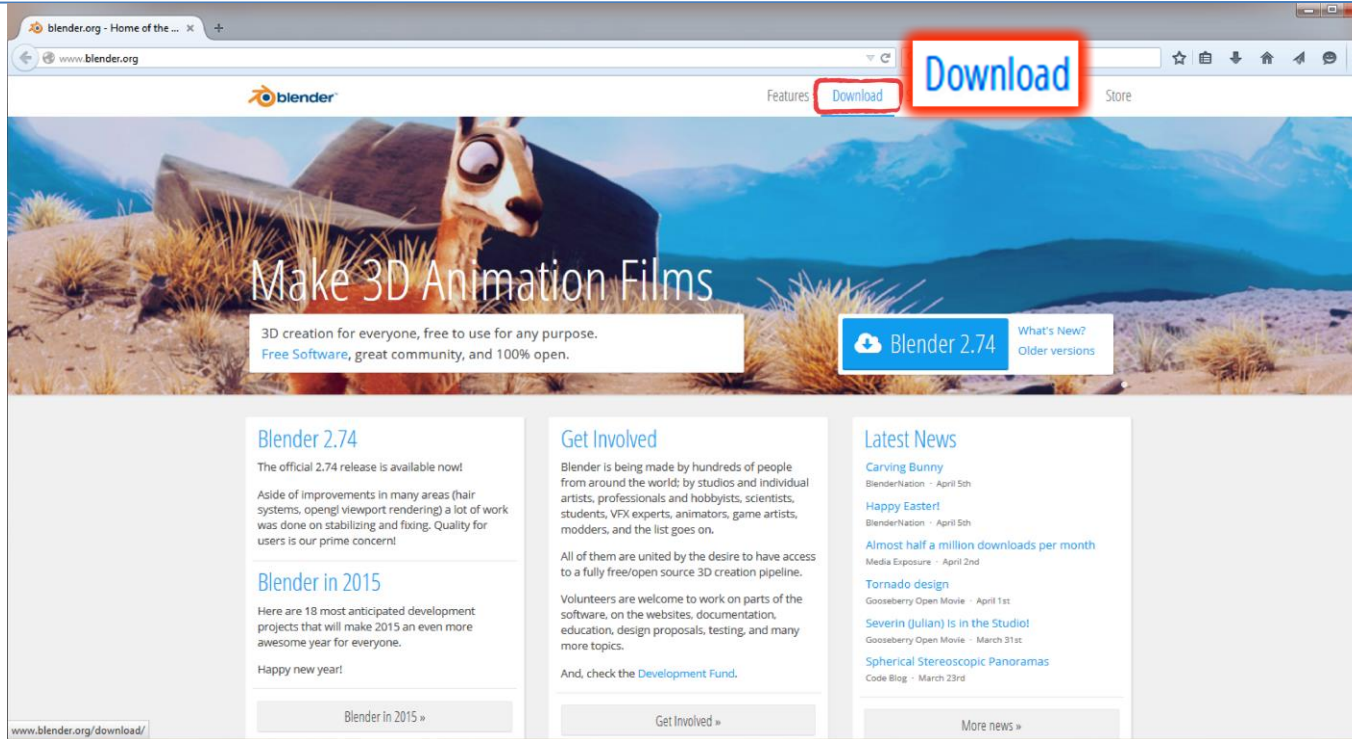 blender.org - Home of the ...
www.blender.org
Download
blender
Features
Download
Store
Make 3D Animation Films
3D creation for everyone, free to use for any purpose.
Free Software, great community, and 100% open.
Blender 2.74
What's New?
Older versions
Blender 2.74
The official 2.74 release is available now!
Aside of improvements in many areas (hair
systems, opengl viewport rendering) a lot of work
was done on stabilizing and fixing. Quality for
users is our prime concern!
Blender in 2015
Here are 18 most anticipated development
projects that will make 2015 an even more
awesome year for everyone.
Happy new year!
Blender in 2015 »
Get Involved
Blender is being made by hundreds of people
from around the world; by studios and individual
artists, professionals and hobbyists, scientists,
students, VFX experts, animators, game artists,
modders, and the list goes on.
All of them are united by the desire to have access
to a fully free/open source 3D creation pipeline.
Volunteers are welcome to work on parts of the
software, on the websites, documentation,
education, design proposals, testing, and many
more topics.
And, check the Development Fund.
Get Involved »
Latest News
Carving Bunny
BlenderNation · April 5th
Happy Easter!
BlenderNation · April 5th
Almost half a million downloads per month
Media Exposure · April 2nd
Tornado design
Gooseberry Open Movie · April 1st
Severin (Julian) Is in the Studio!
Gooseberry Open Movie · March 31st
Spherical Stereoscopic Panoramas
Code Blog · March 23rd
More news »
www.blender.org/download/